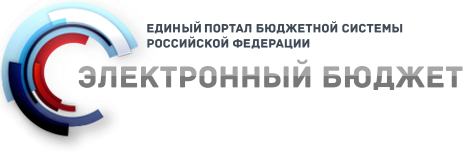 ЕДИНЫЙ ПОРТАЛ БЮДЖЕТНОЙ СИСТЕМЫ
РОССИЙСКОЙ ФЕДЕРАЦИИ
ЭЛЕКТРОННЫЙ БЮДЖЕТ